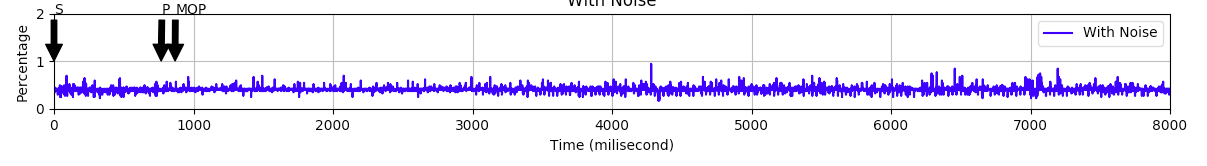 With Noise
S P MOP
2
1
0
Percentage
With Noise
0 1000 2000 3000 4000 5000 6000 7000 8000
Time (milisecond)